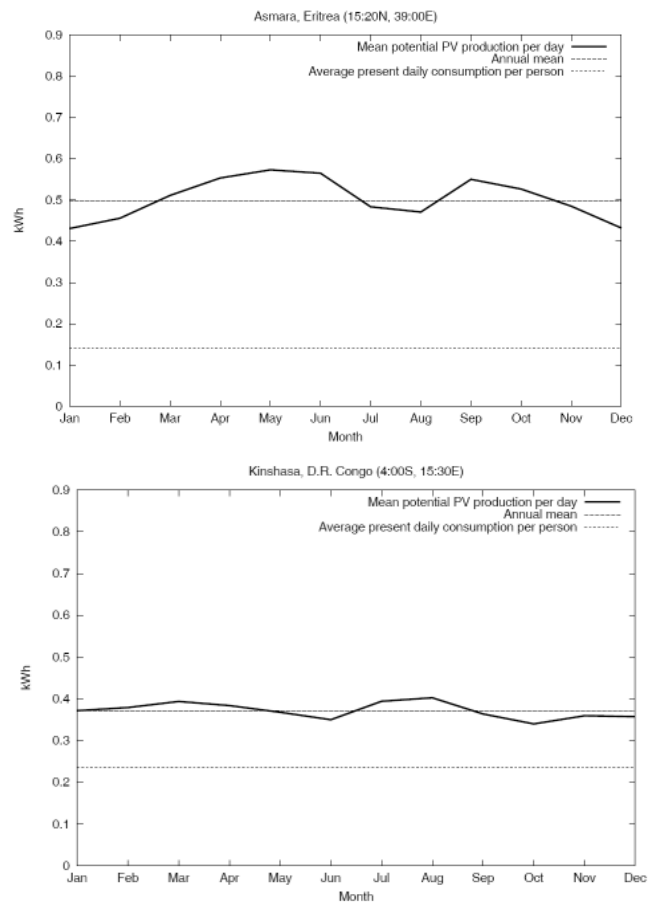 Asmara, Eritrea (15:20N, 39:00E)
0.9
0.8
0.7
0.6
0.5
0.4
0.3
0.2
0.1
0
kWh
Mean potential PV production per day
Annual mean
Average present daily consumption per person
Jan Feb Mar Apr May Jun Jul Aug Sep Oct Nov Dec
Month
Kinshasa, D.R. Congo (4:00S, 15:30E)
0.9
0.8
0.7
0.6
0.5
0.4
0.3
0.2
0.1
0
kWh
Mean potential PV production per day
Annual mean
Average present daily consumption per person
Jan Feb Mar Apr May Jun Jul Aug Sep Oct Nov Dec
Month